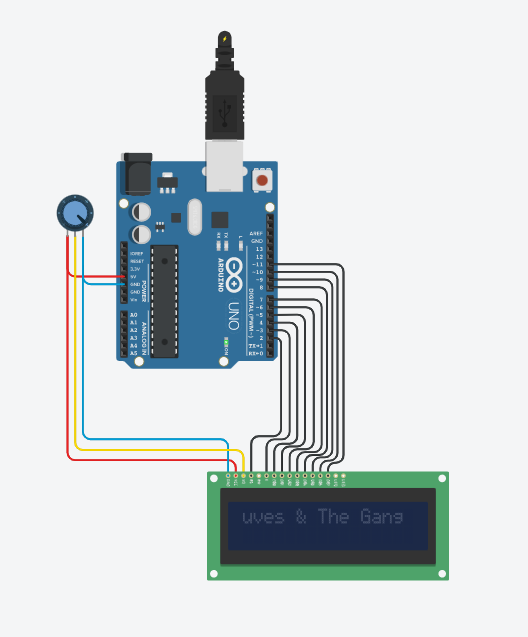 AREF
GND
13
12
~11
~10
~9
8
7
~6
~5
4
~3
2
TX→1
RX←0
IOREF
RESET
3.3V
5V
GND
GND
Vin
POWER
A0
A1
A2
A3
A4
A5
ANALOG IN
DIGITAL (PWM~)
TX
RX
L
ARDUINO
UNO
ON
uves & The Gang